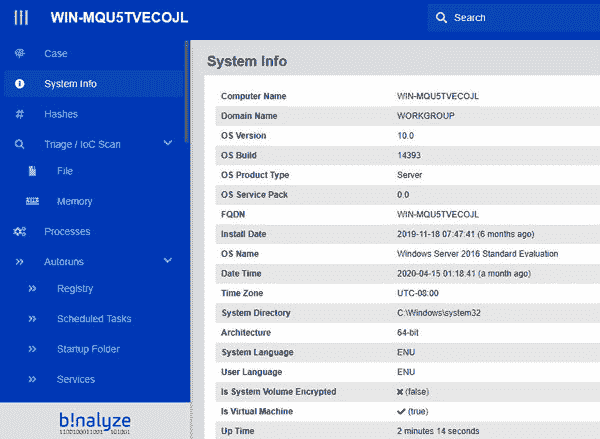 WIN-MQU5TVECOJL
Search
Case
System Info
Hashes
Triage / IoC Scan
File
Memory
Processes
Autoruns
Registry
Scheduled Tasks
Startup Folder
Services
b!nalyze
System Info
Computer Name WIN-MQU5TVECOJL
Domain Name WORKGROUP
OS Version 10.0
OS Build 14393
OS Product Type Server
OS Service Pack 0.0
FQDN WIN-MQU5TVECOJL
Install Date 2019-11-18 07:47:41 (6 months ago)
OS Name Windows Server 2016 Standard Evaluation
Date Time 2020-04-15 01:18:41 (a month ago)
Time Zone UTC-08:00
System Directory C:\Windows\system32
Architecture 64-bit
System Language ENU
User Language ENU
Is System Volume Encrypted ✖ (false)
Is Virtual Machine ✔ (true)
Up Time 2 minutes 14 seconds